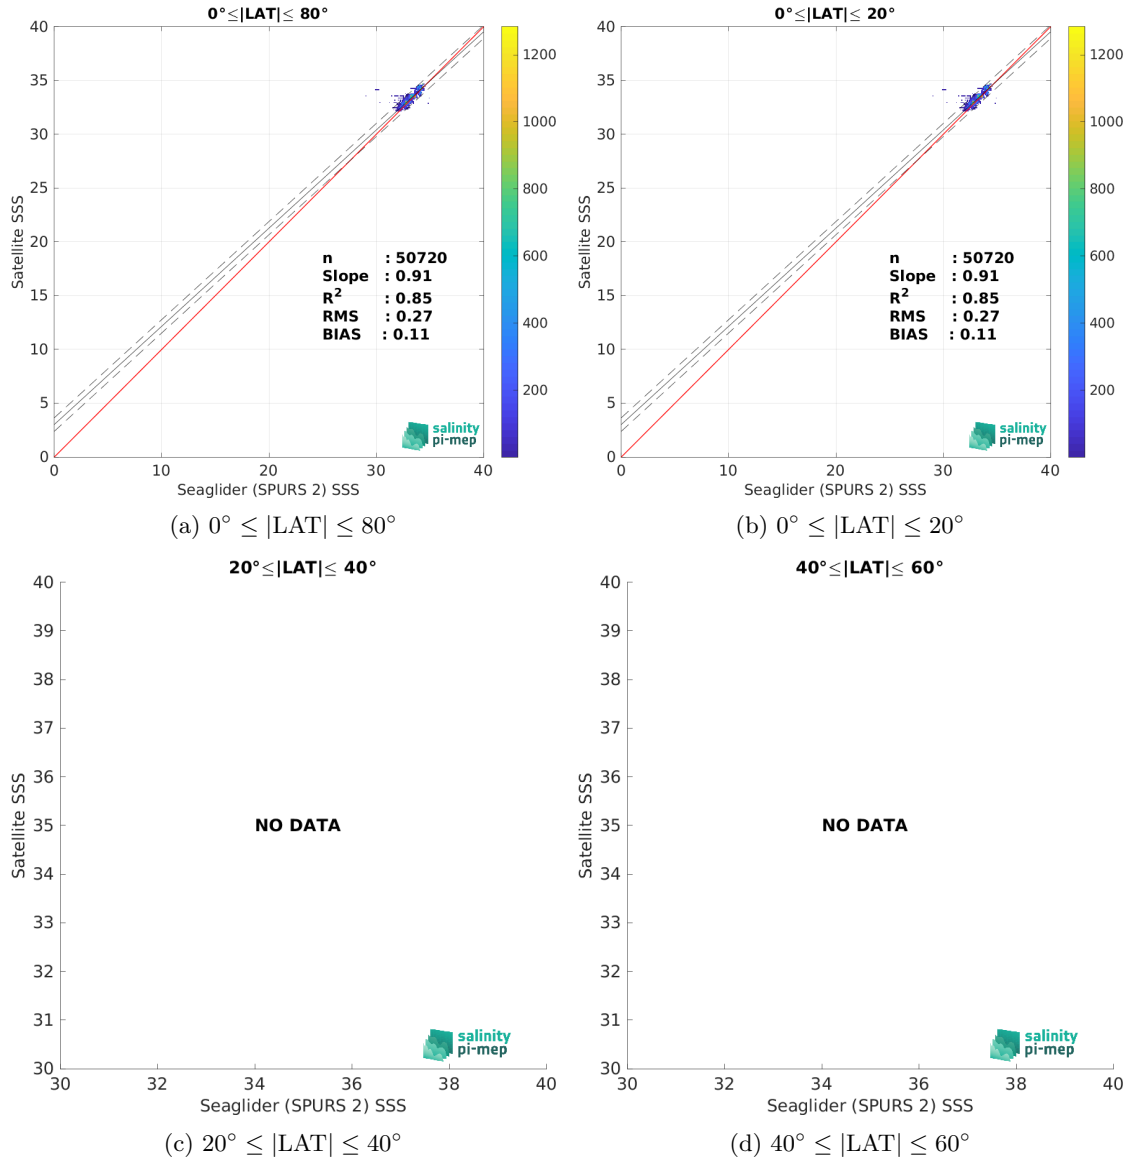 0°≤|LAT|≤ 80°
40
35
30
25
20
15
10
5
0
Satellite SSS
n : 50720
Slope : 0.91
R² : 0.85
RMS : 0.27
BIAS : 0.11
salinity
pi-mep
0 10 20 30 40
Seaglider (SPURS 2) SSS
1200
1000
800
600
400
200
(a) 0° ≤ |LAT| ≤ 80°
0°≤|LAT|≤ 20°
40
35
30
25
20
15
10
5
0
Satellite SSS
n : 50720
Slope : 0.91
R² : 0.85
RMS : 0.27
BIAS : 0.11
salinity
pi-mep
0 10 20 30 40
Seaglider (SPURS 2) SSS
1200
1000
800
600
400
200
(b) 0° ≤ |LAT| ≤ 20°
20°≤|LAT|≤ 40°
40
39
38
37
36
35
34
33
32
31
30
Satellite SSS
NO DATA
salinity
pi-mep
30 32 34 36 38 40
Seaglider (SPURS 2) SSS
(c) 20° ≤ |LAT| ≤ 40°
40°≤|LAT|≤ 60°
40
39
38
37
36
35
34
33
32
31
30
Satellite SSS
NO DATA
salinity
pi-mep
30 32 34 36 38 40
Seaglider (SPURS 2) SSS
(d) 40° ≤ |LAT| ≤ 60°